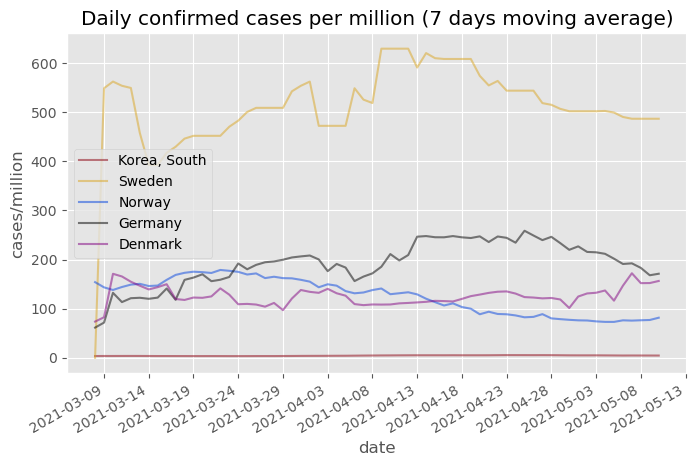 Daily confirmed cases per million (7 days moving average)
cases/million
600
500
400
300
200
100
0
Korea, South
Sweden
Norway
Germany
Denmark
2021-03-09
2021-03-14
2021-03-19
2021-03-24
2021-03-29
2021-04-03
2021-04-08
2021-04-13
2021-04-18
2021-04-23
2021-04-28
2021-05-03
2021-05-08
2021-05-13
date